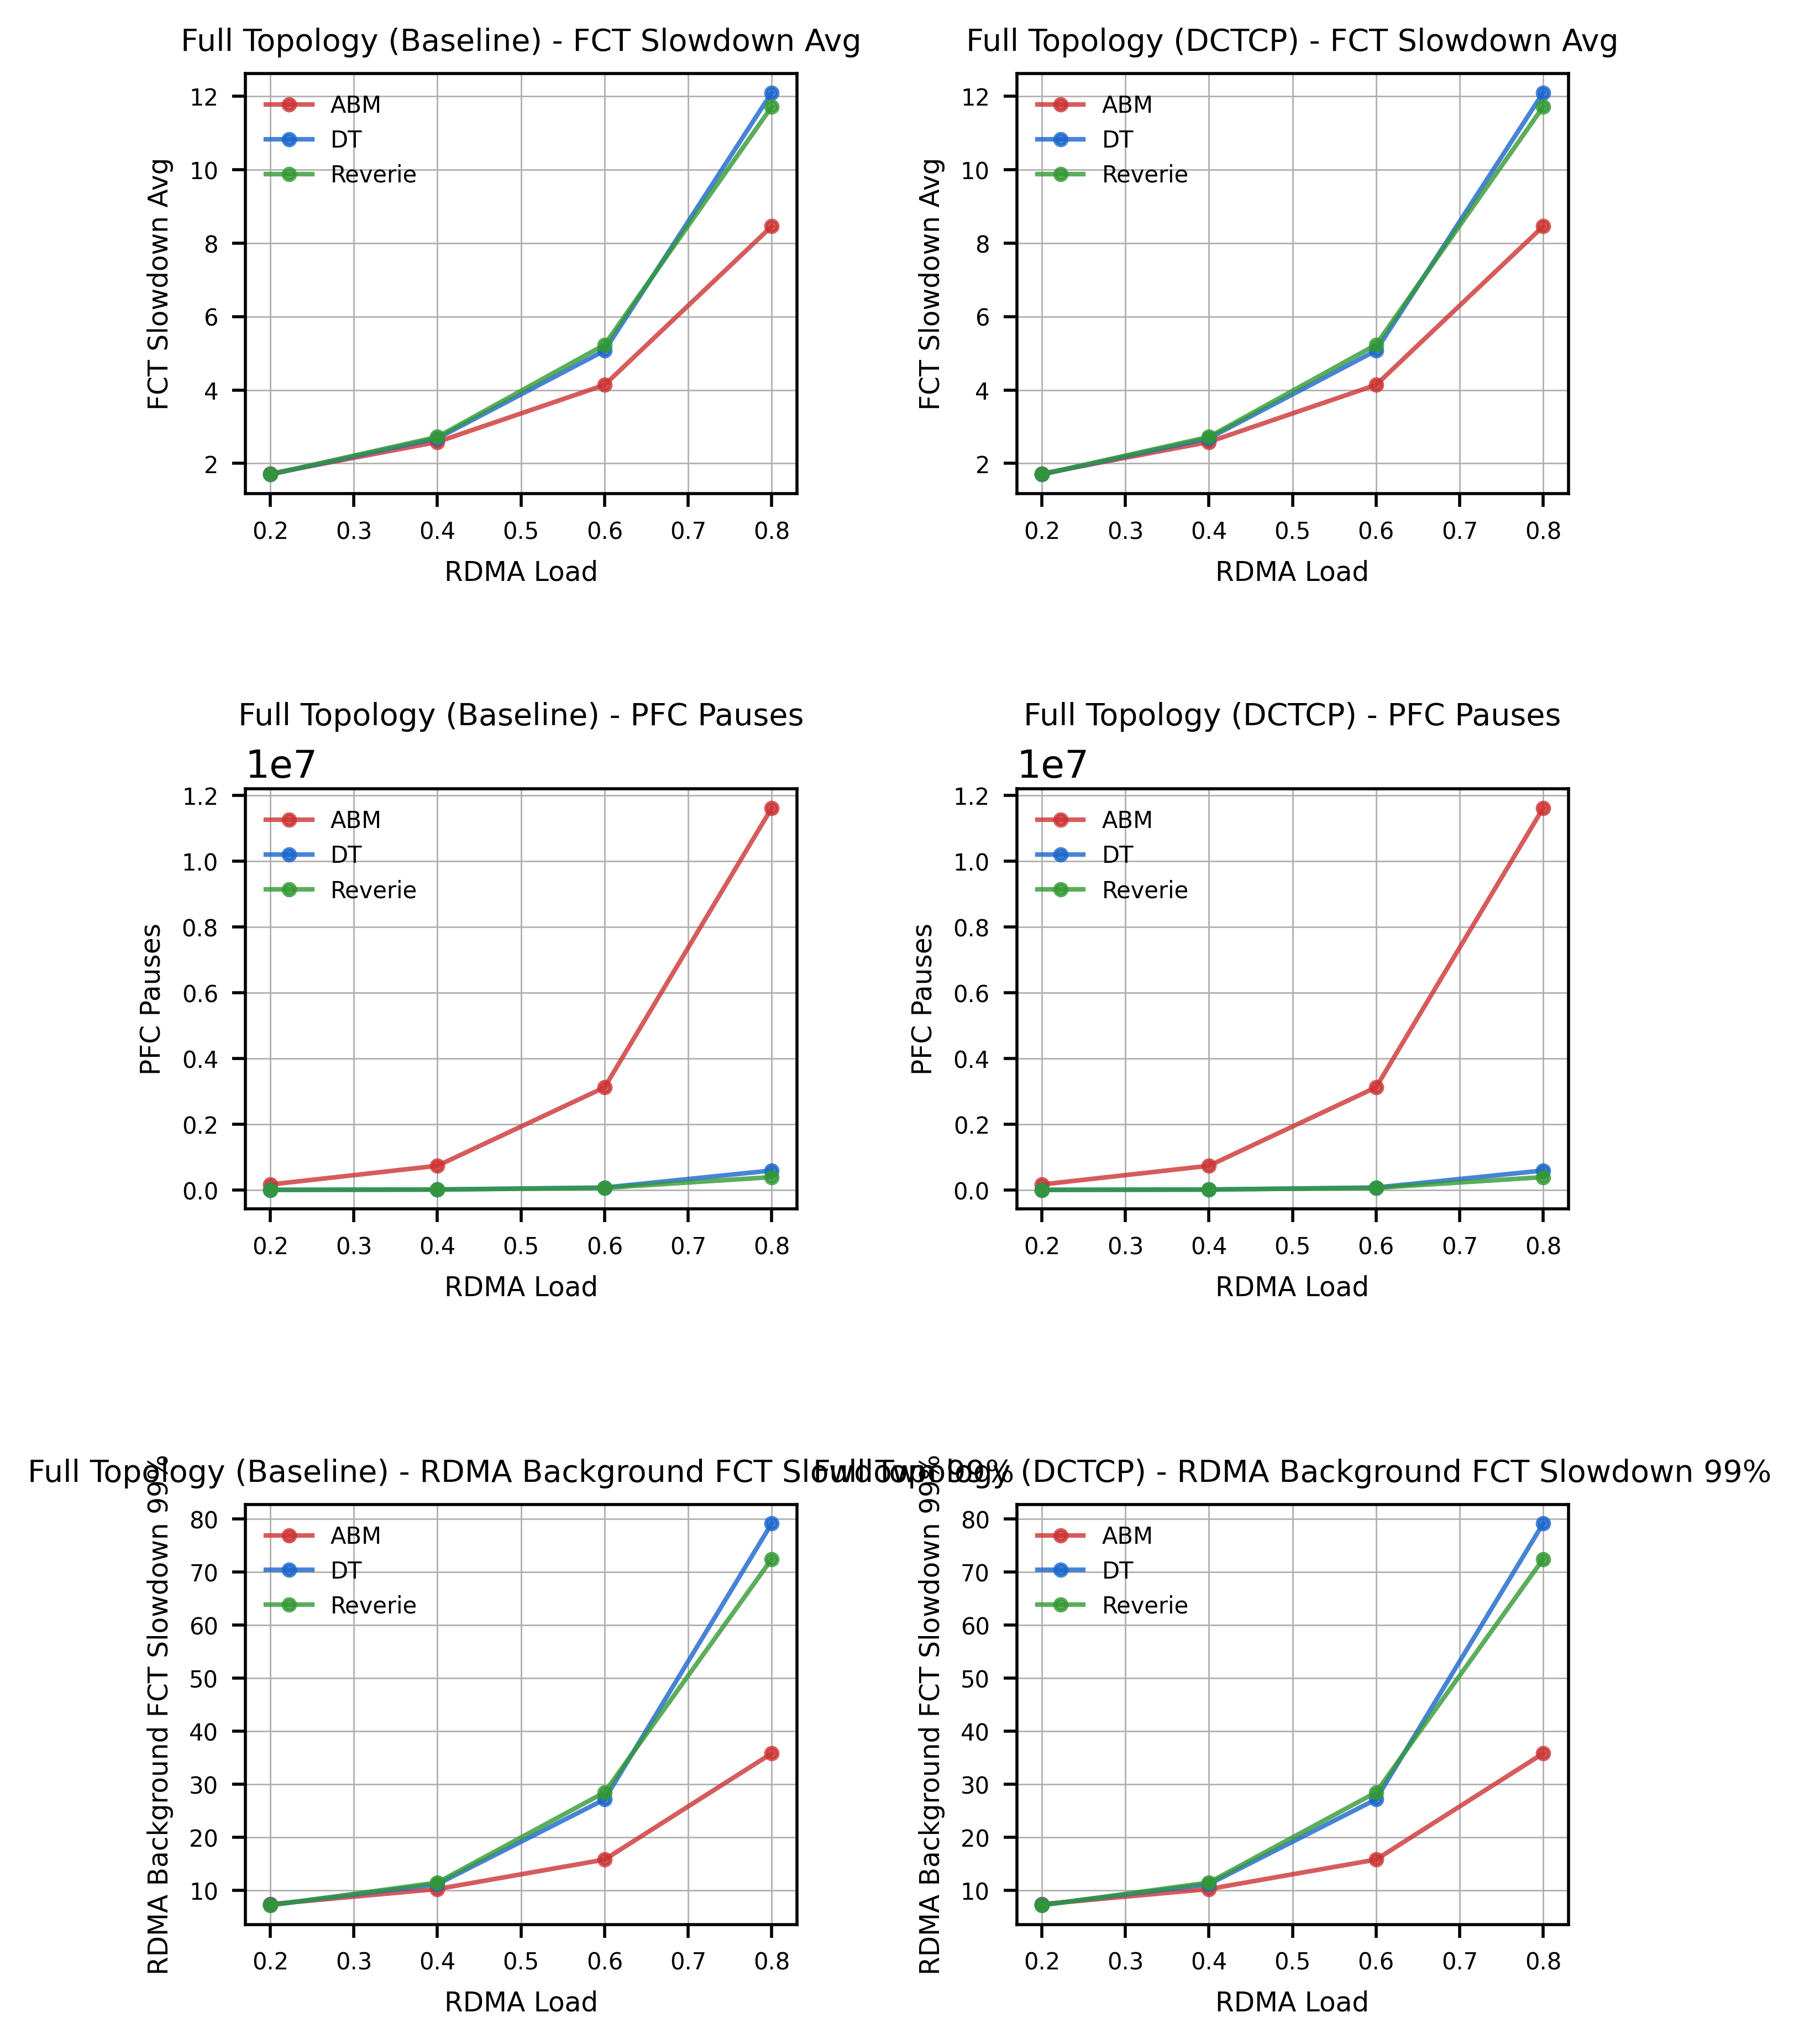 Full Topology (Baseline) - FCT Slowdown Avg
FCT Slowdown Avg
12
10
8
6
4
2
ABM
DT
Reverie
0.2 0.3 0.4 0.5 0.6 0.7 0.8
RDMA Load
Full Topology (DCTCP) - FCT Slowdown Avg
FCT Slowdown Avg
12
10
8
6
4
2
ABM
DT
Reverie
0.2 0.3 0.4 0.5 0.6 0.7 0.8
RDMA Load
Full Topology (Baseline) - PFC Pauses
1e7
PFC Pauses
1.2
1.0
0.8
0.6
0.4
0.2
0.0
ABM
DT
Reverie
0.2 0.3 0.4 0.5 0.6 0.7 0.8
RDMA Load
Full Topology (DCTCP) - PFC Pauses
1e7
PFC Pauses
1.2
1.0
0.8
0.6
0.4
0.2
0.0
ABM
DT
Reverie
0.2 0.3 0.4 0.5 0.6 0.7 0.8
RDMA Load
Full Topology (Baseline) - RDMA Background FCT Slowdown 99%
RDMA Background FCT Slowdown 99%
80
70
60
50
40
30
20
10
ABM
DT
Reverie
0.2 0.3 0.4 0.5 0.6 0.7 0.8
RDMA Load
Full Topology (DCTCP) - RDMA Background FCT Slowdown 99%
RDMA Background FCT Slowdown 99%
80
70
60
50
40
30
20
10
ABM
DT
Reverie
0.2 0.3 0.4 0.5 0.6 0.7 0.8
RDMA Load